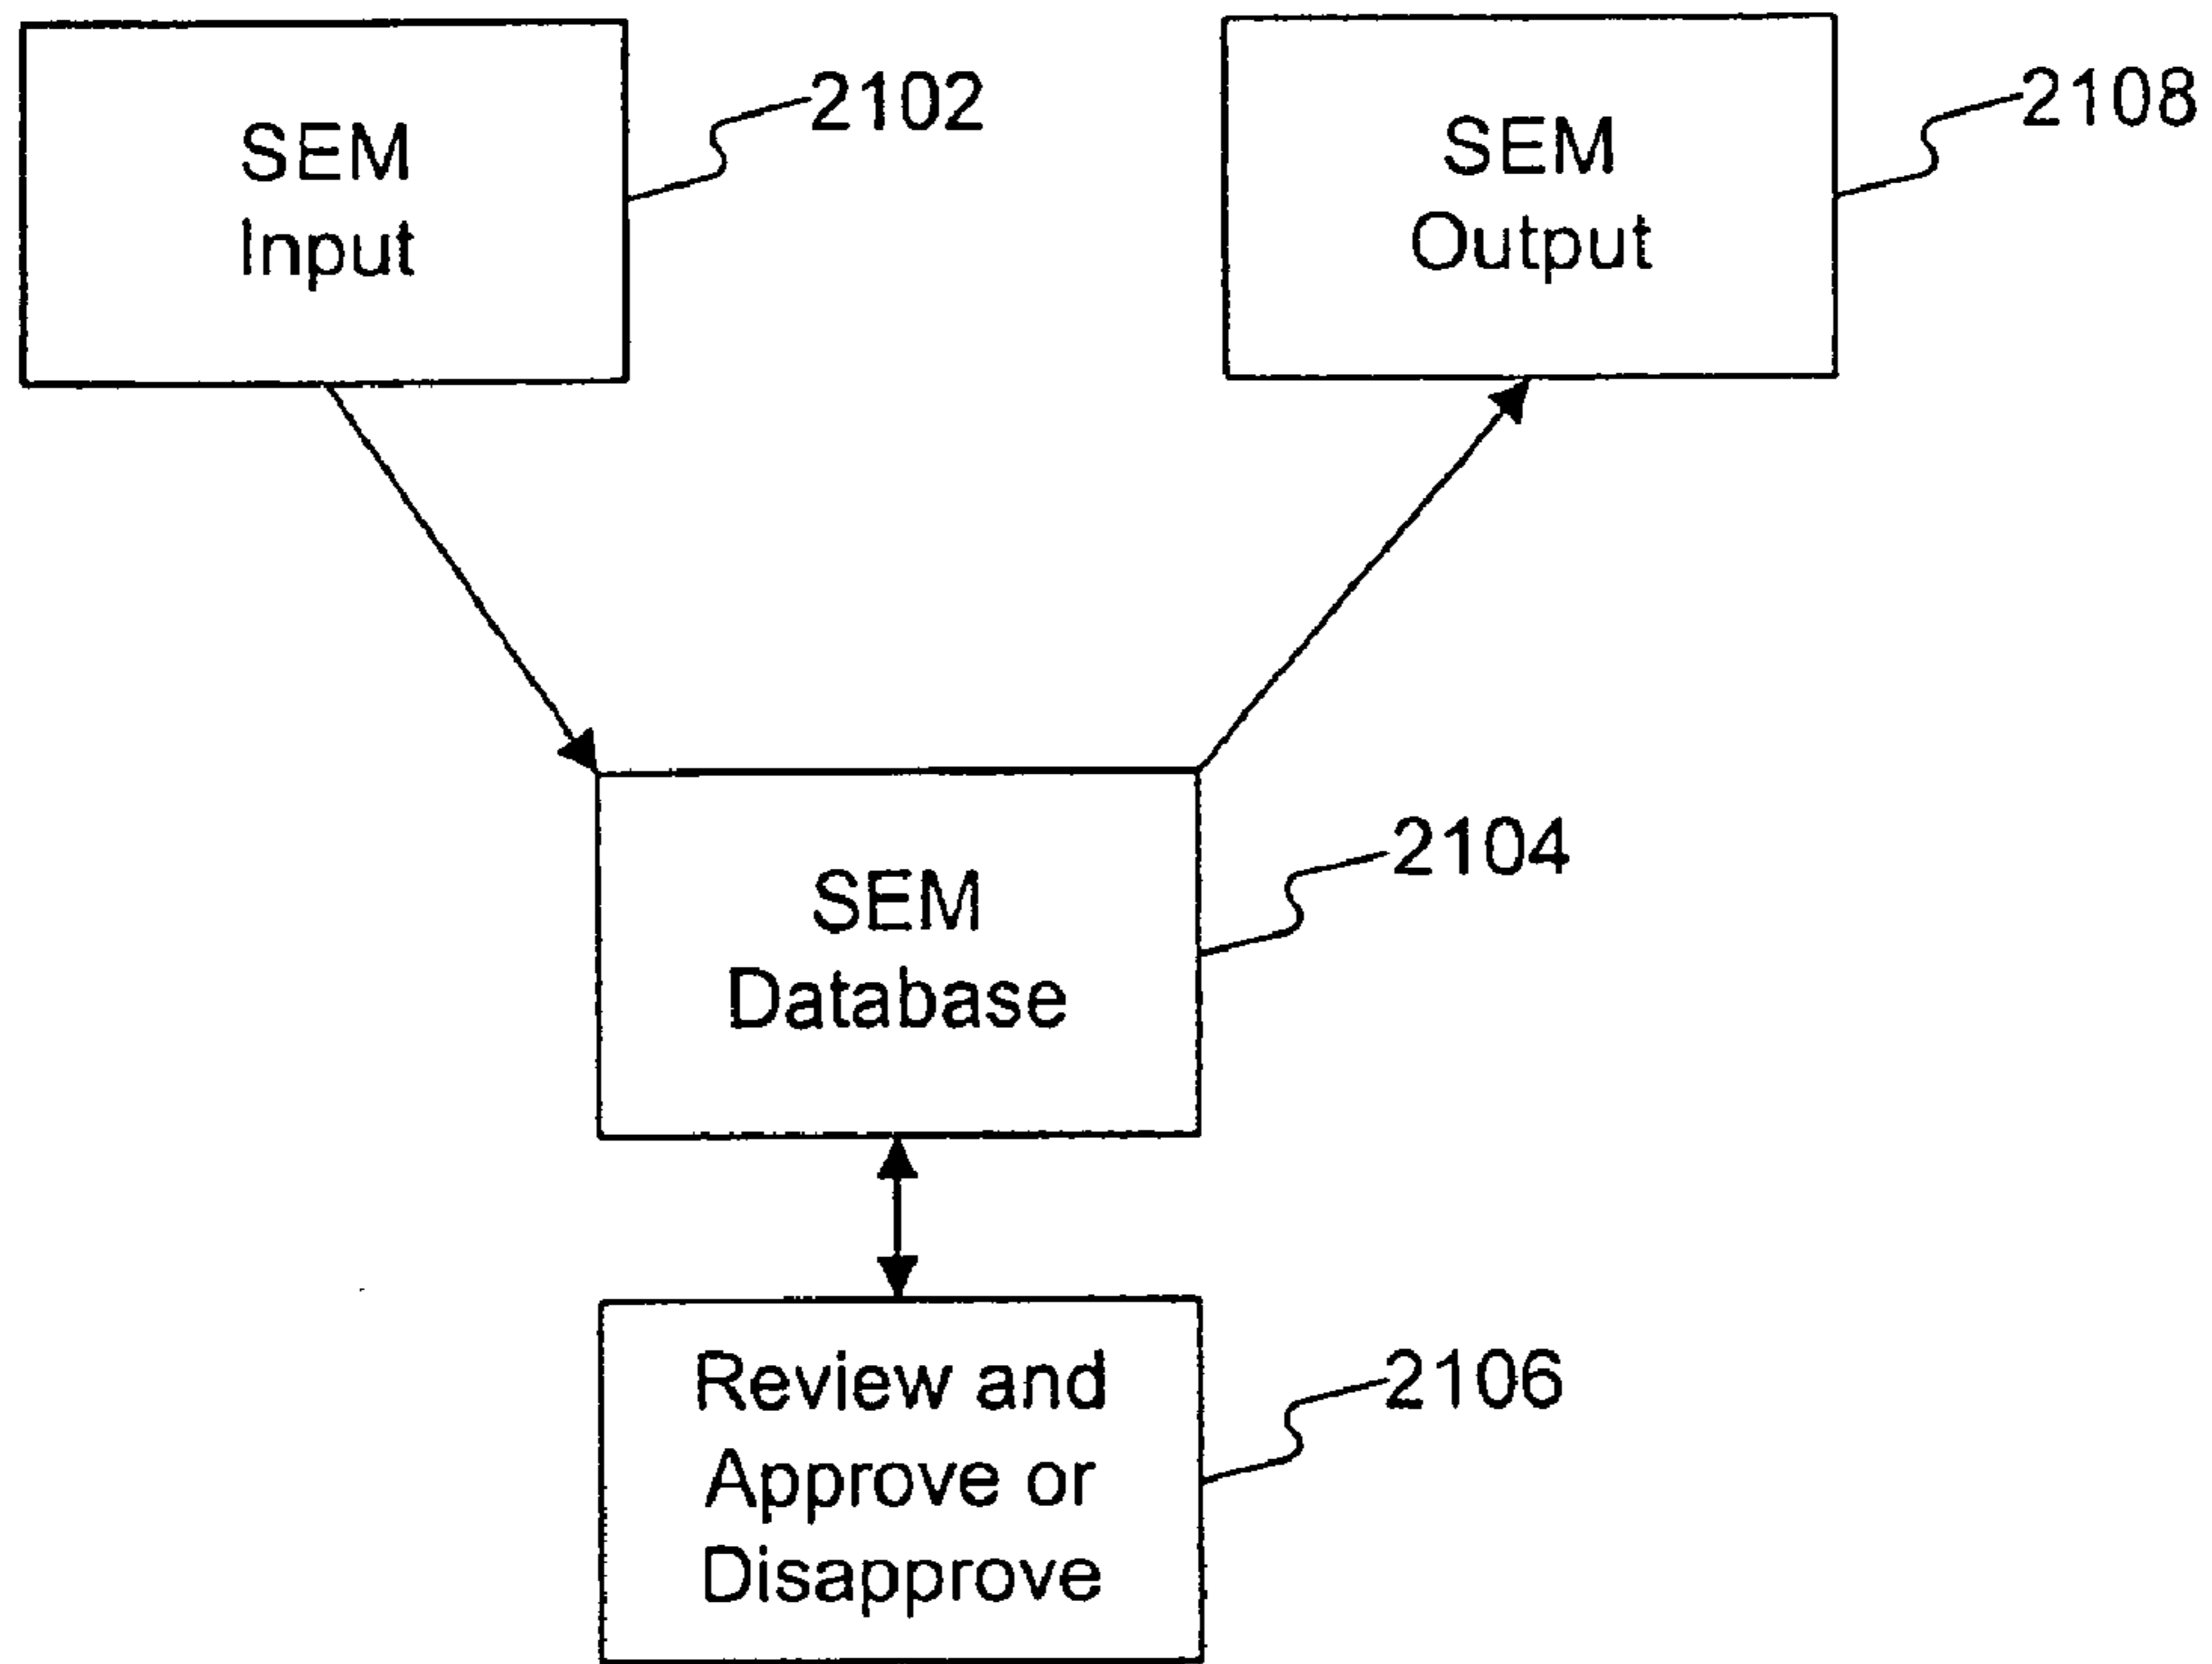 SEM
Input
2102
SEM
Output
2108
SEM
Database
2104
Review and
Approve or
Disapprove
2106